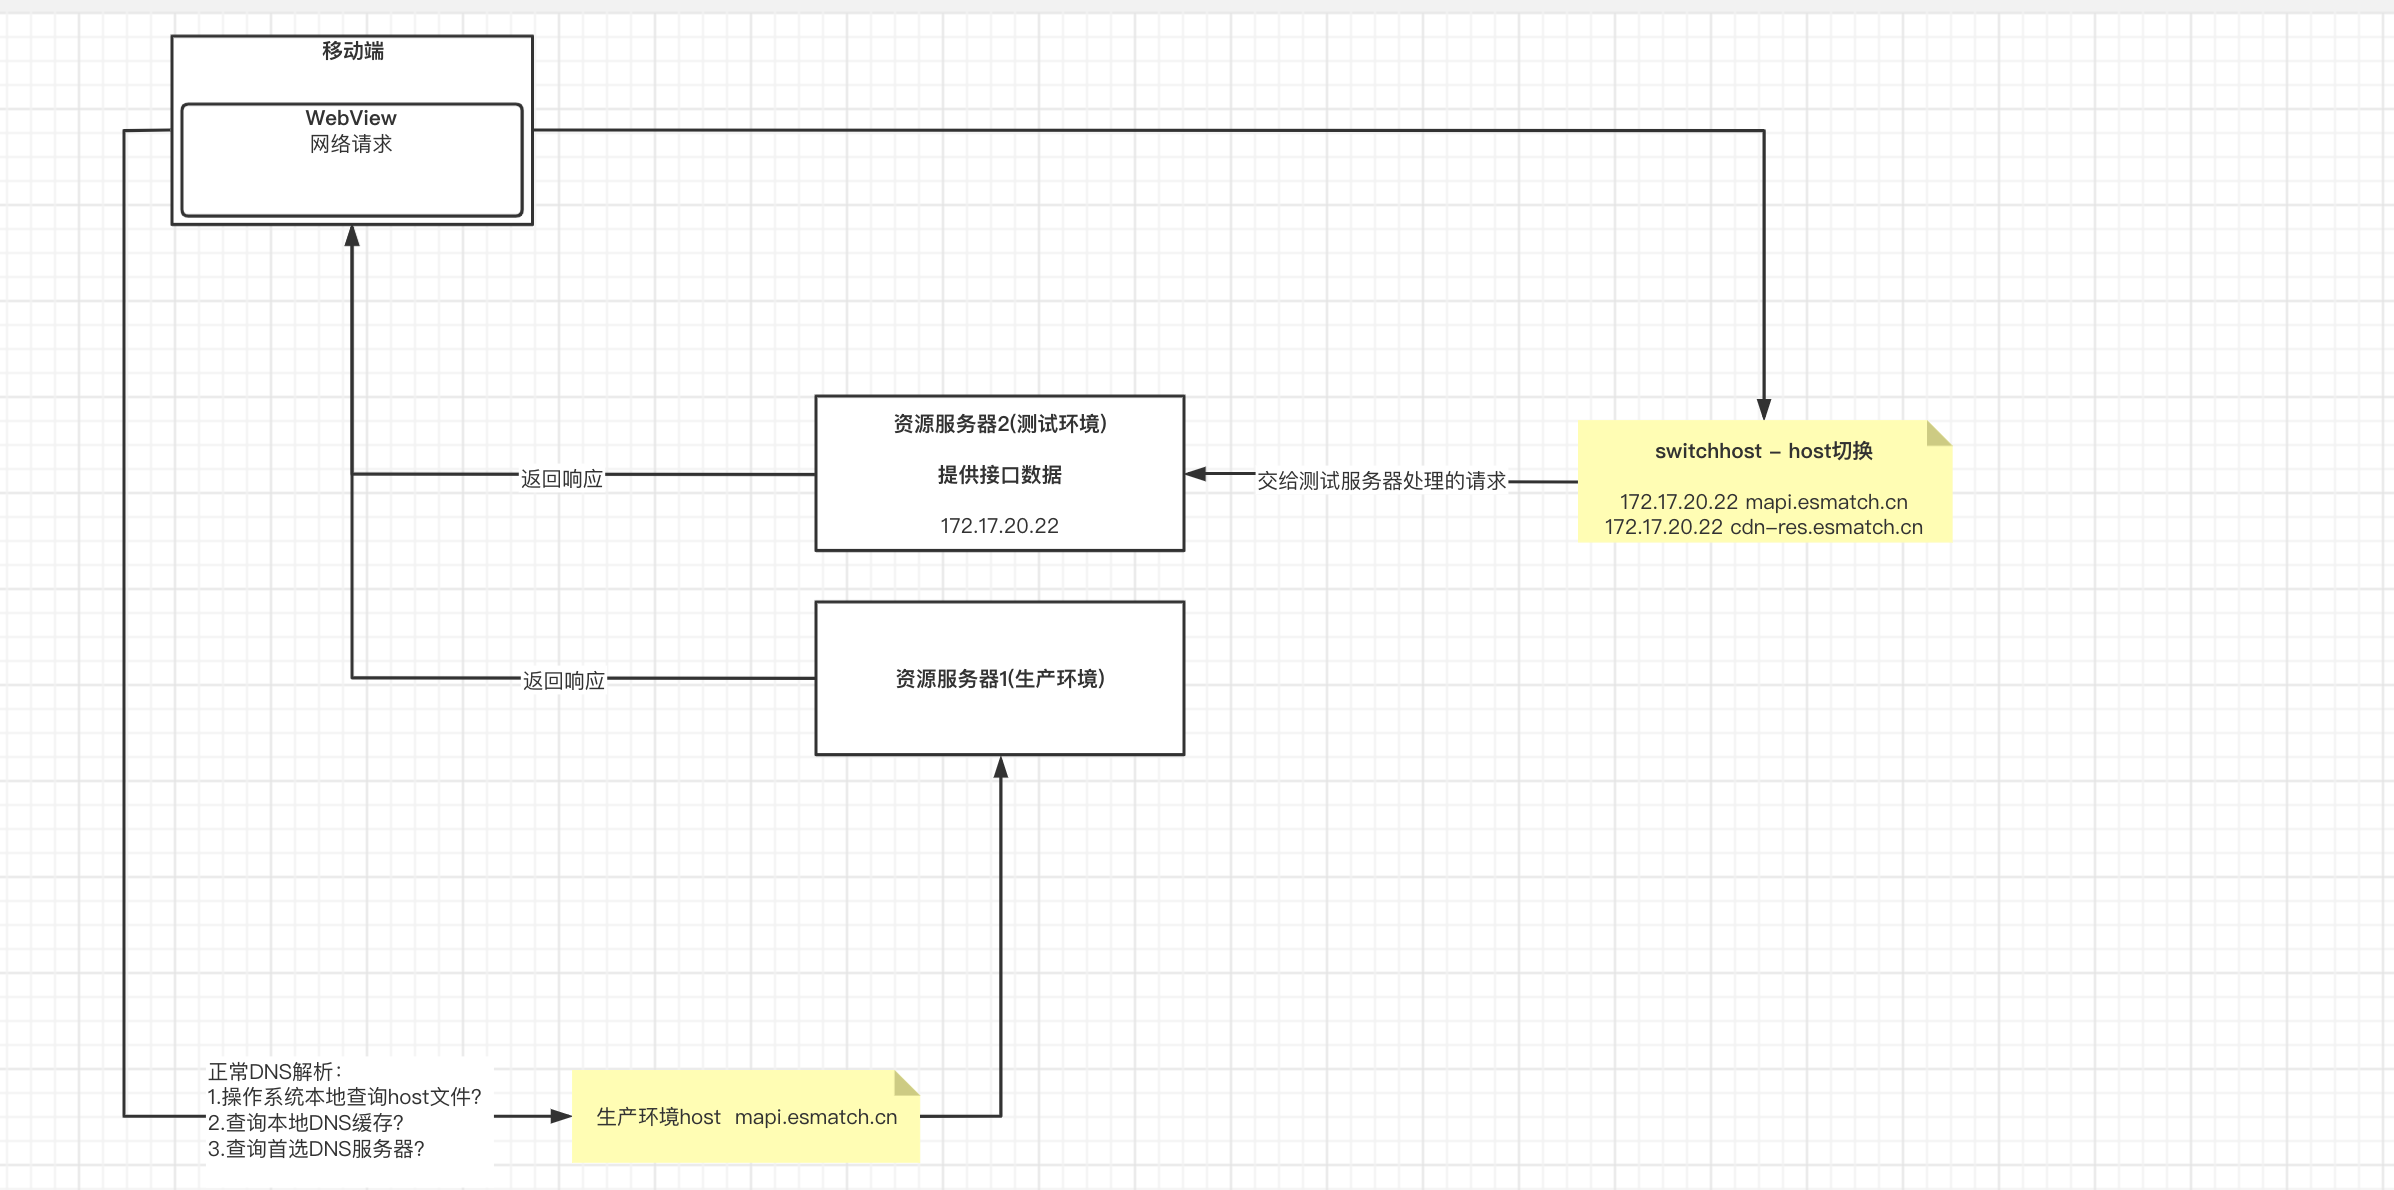 移动端
WebView
网络请求
资源服务器2(测试环境)
提供接口数据
172.17.20.22
返回响应
交给测试服务器处理的请求
switchhost - host切换
172.17.20.22 mapi.esmatch.cn
172.17.20.22 cdn-res.esmatch.cn
资源服务器1(生产环境)
返回响应
正常DNS解析：
1.操作系统本地查询host文件?
2.查询本地DNS缓存?
3.查询首选DNS服务器?
生产环境host  mapi.esmatch.cn